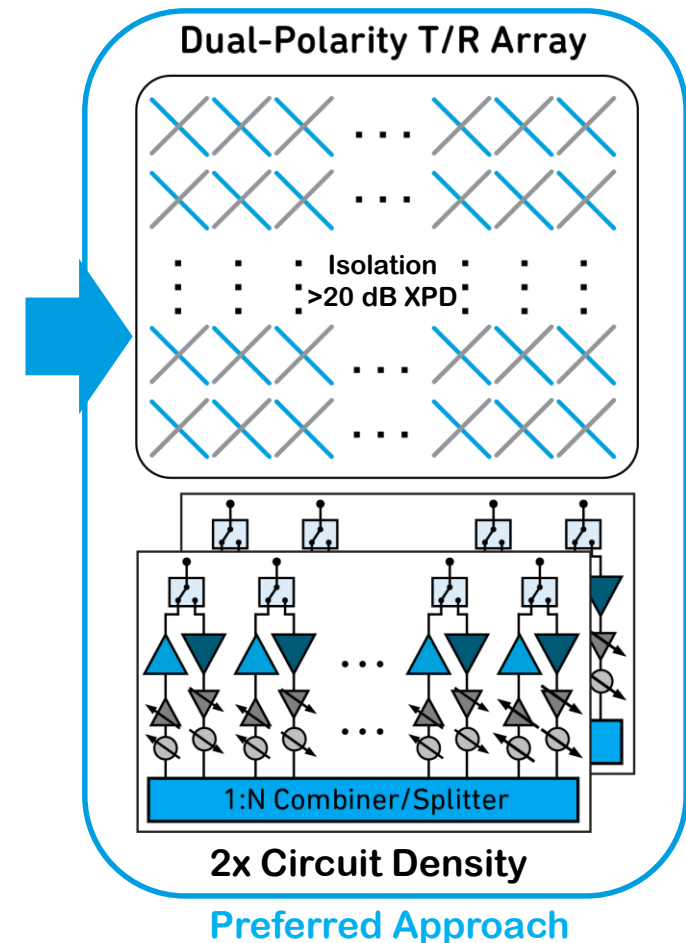 Dual-Polarity T/R Array
Isolation
>20 dB XPD
1:N Combiner/Splitter
2x Circuit Density
Preferred Approach